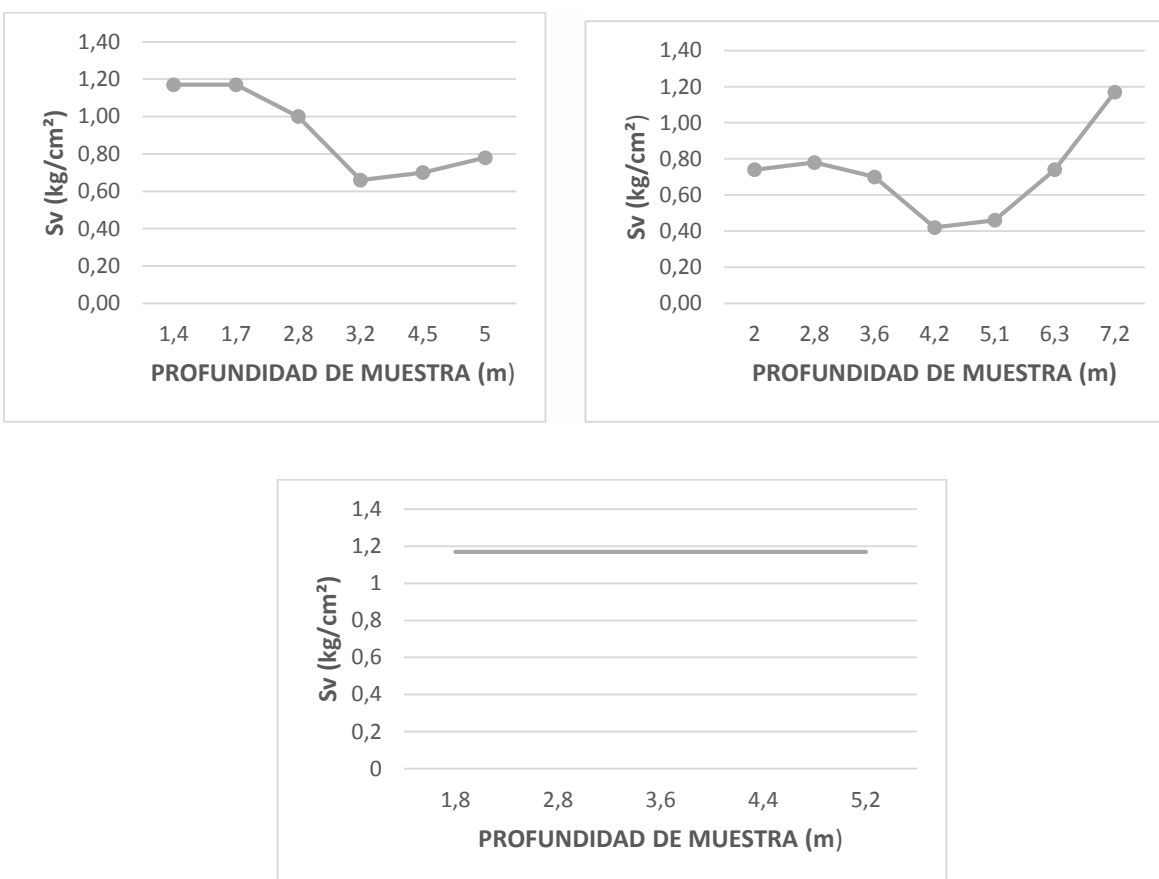 1,40
1,20
1,00
0,80
0,60
0,40
0,20
0,00
Sv (kg/cm²)
1,4 1,7 2,8 3,2 4,5 5
PROFUNDIDAD DE MUESTRA (m)
1,40
1,20
1,00
0,80
0,60
0,40
0,20
0,00
Sv (kg/cm²)
2 2,8 3,6 4,2 5,1 6,3 7,2
PROFUNDIDAD DE MUESTRA (m)
1,4
1,2
1
0,8
0,6
0,4
0,2
0
Sv (kg/cm²)
1,8 2,8 3,6 4,4 5,2
PROFUNDIDAD DE MUESTRA (m)